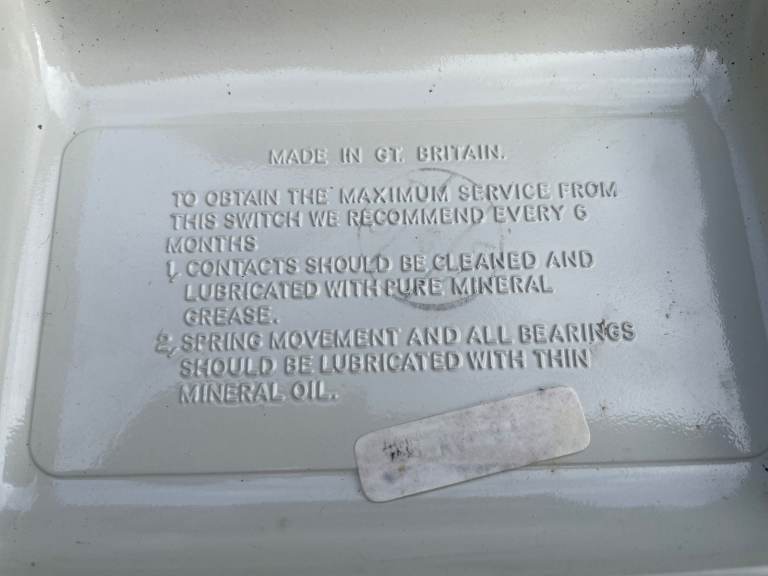 MADE IN GT. BRITAIN.
TO OBTAIN THE MAXIMUM SERVICE FROM
THIS SWITCH WE RECOMMEND EVERY 6
MONTHS
1, CONTACTS SHOULD BE CLEANED AND
LUBRICATED WITH PURE MINERAL
GREASE.
2, SPRING MOVEMENT AND ALL BEARINGS
SHOULD BE LUBRICATED WITH THIN
MINERAL OIL.